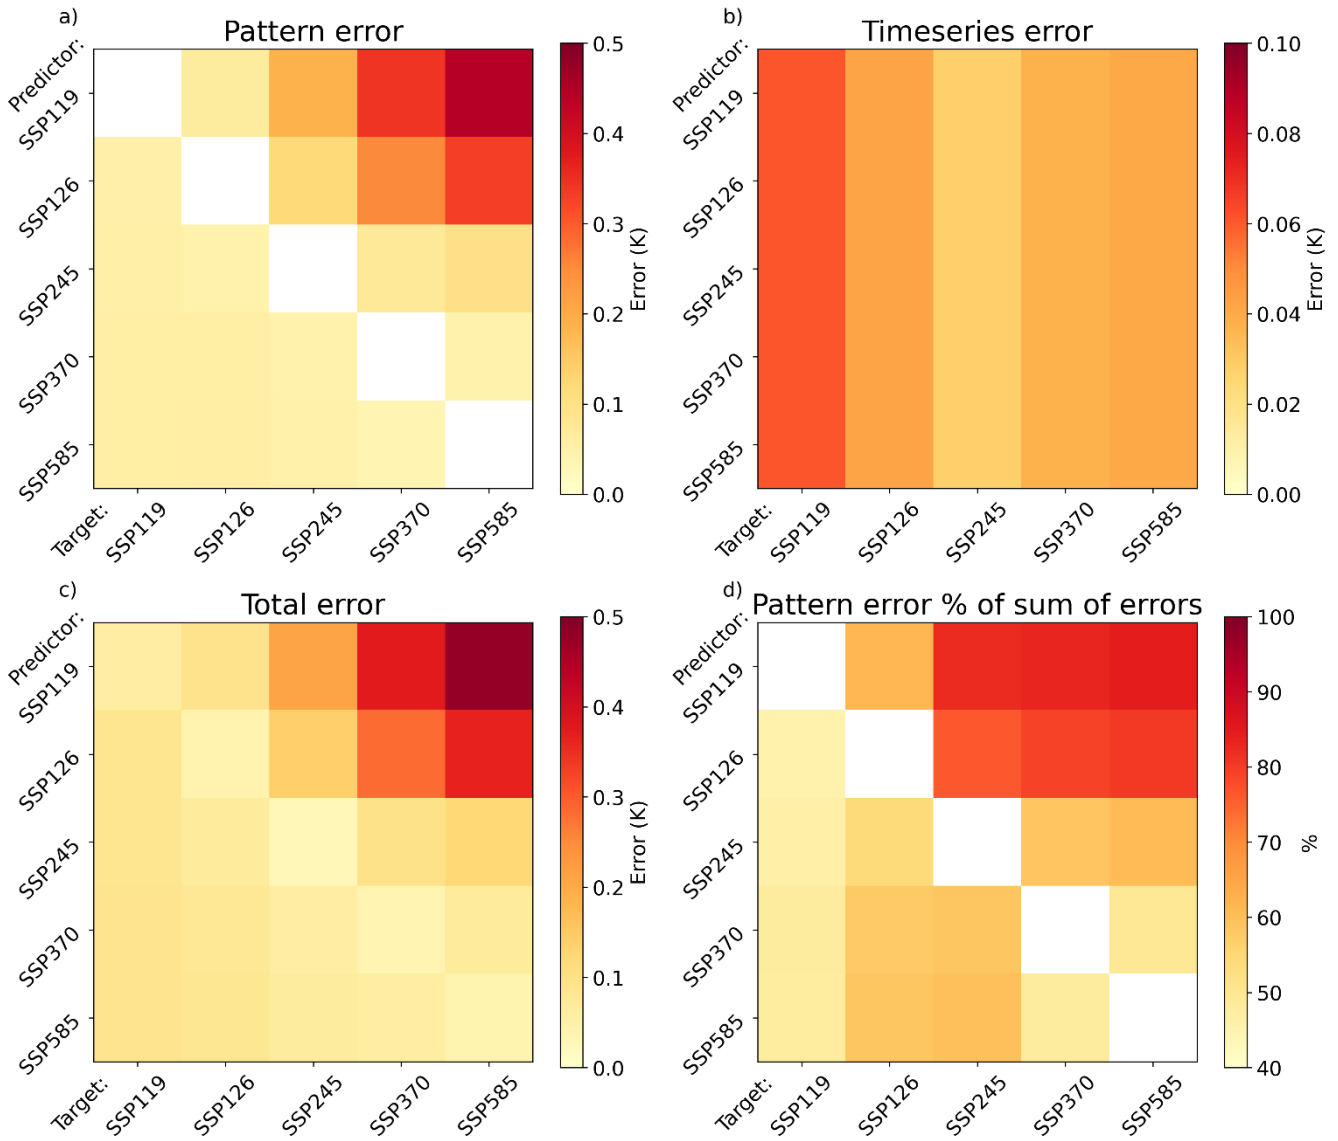 a)
Pattern error
Predictor:
SSP119
SSP126
SSP245
SSP370
SSP585
Target:
SSP119
SSP126
SSP245
SSP370
SSP585
0.5
0.4
0.3
0.2
0.1
0.0
Error (K)
b)
Timeseries error
Predictor:
SSP119
SSP126
SSP245
SSP370
SSP585
Target:
SSP119
SSP126
SSP245
SSP370
SSP585
0.10
0.08
0.06
0.04
0.02
0.00
Error (K)
c)
Total error
Predictor:
SSP119
SSP126
SSP245
SSP370
SSP585
Target:
SSP119
SSP126
SSP245
SSP370
SSP585
0.5
0.4
0.3
0.2
0.1
0.0
Error (K)
d)
Pattern error % of sum of errors
Predictor:
SSP119
SSP126
SSP245
SSP370
SSP585
Target:
SSP119
SSP126
SSP245
SSP370
SSP585
100
90
80
70
60
50
40
%